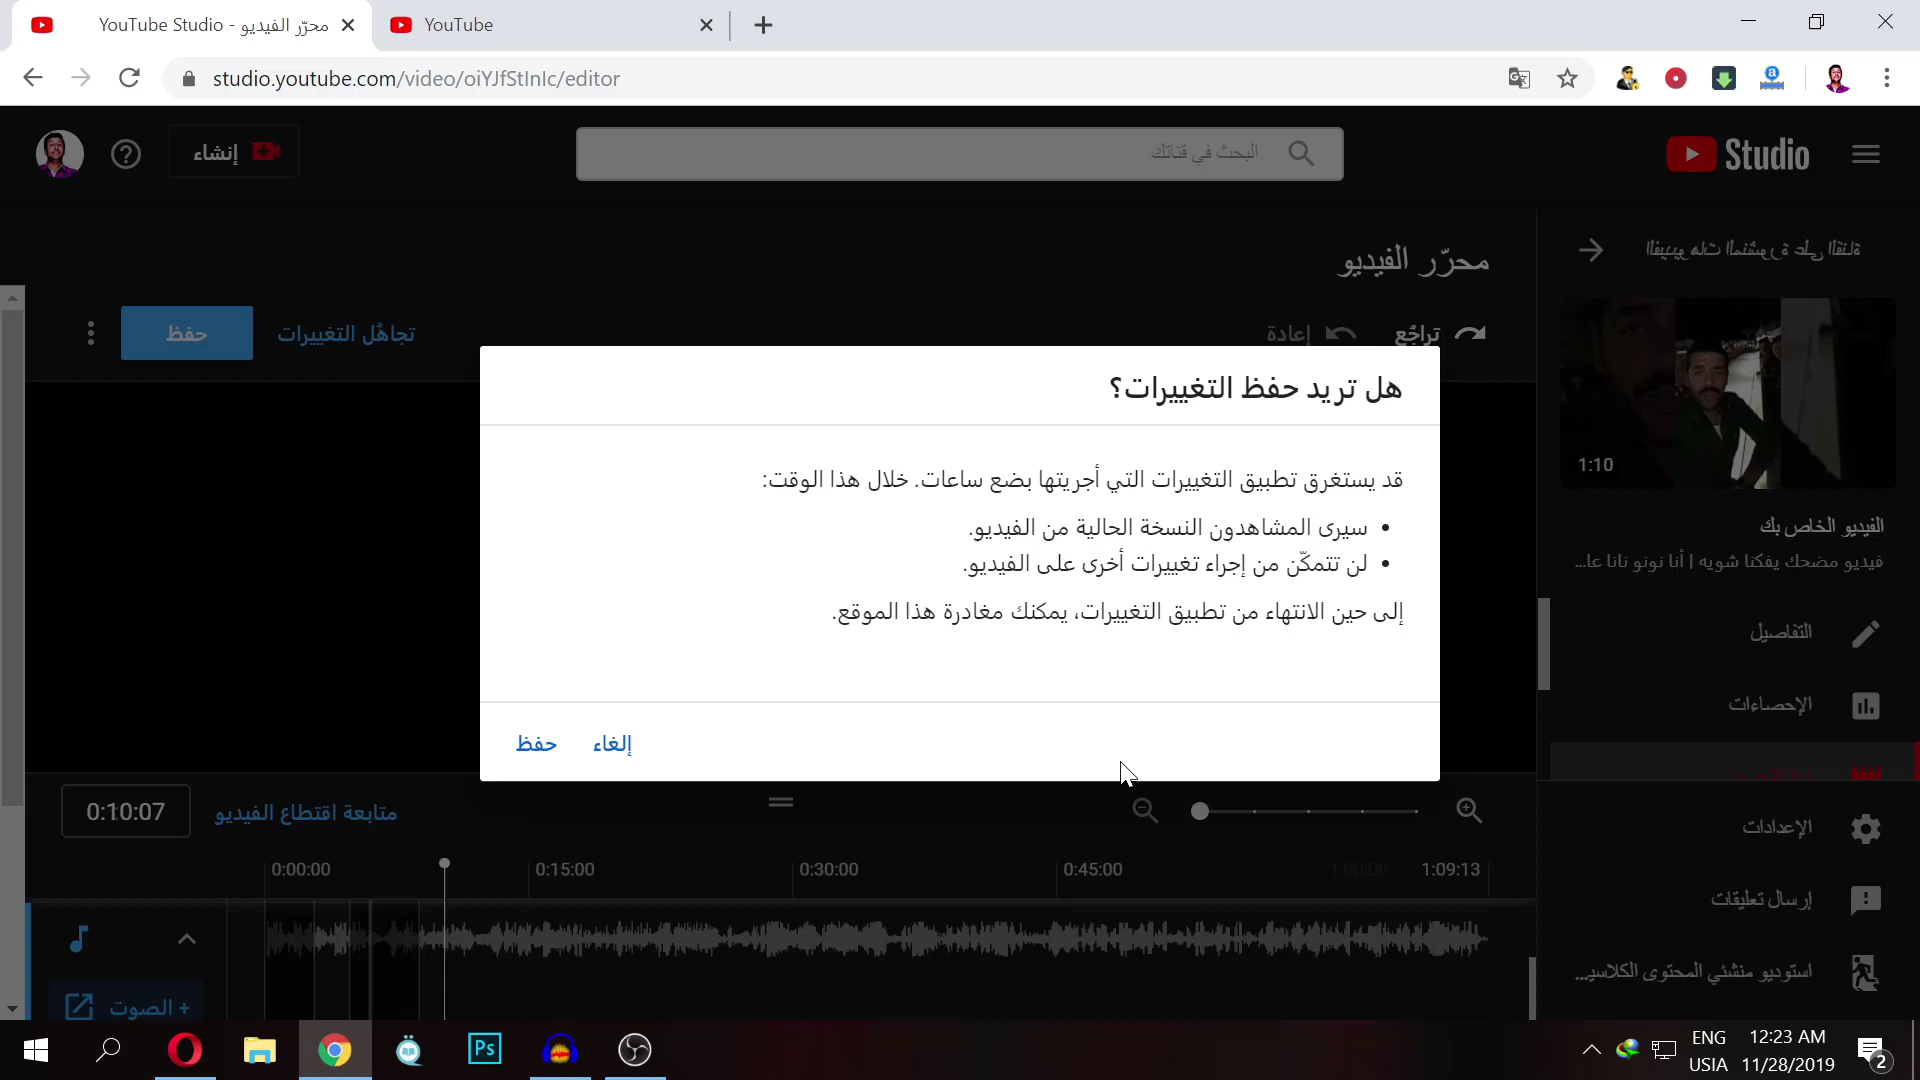 YouTube Studio - محرّر الفيديو
YouTube
studio.youtube.com/video/oiYJfStInIc/editor
إنشاء
البحث في قناتك
Studio
محرّر الفيديو
حفظ
تجاهُل التغييرات
إعادة
تراجُع
1:10
الفيديو الخاص بك
فيديو مضحك يفكنا شويه | أنا نونو نانا عا...
التفاصيل
الإحصاءات
الإعدادات
إرسال تعليقات
استوديو منشئي المحتوى الكلاسيـ...
هل تريد حفظ التغييرات؟
قد يستغرق تطبيق التغييرات التي أجريتها بضع ساعات. خلال هذا الوقت:
• سيرى المشاهدون النسخة الحالية من الفيديو.
• لن تتمكّن من إجراء تغييرات أخرى على الفيديو.
إلى حين الانتهاء من تطبيق التغييرات، يمكنك مغادرة هذا الموقع.
إلغاء
حفظ
0:10:07
متابعة اقتطاع الفيديو
0:00:00
0:15:00
0:30:00
0:45:00
1:00:00
1:09:13
+ الصوت
Ps
ENG
USIA
12:23 AM
11/28/2019
2